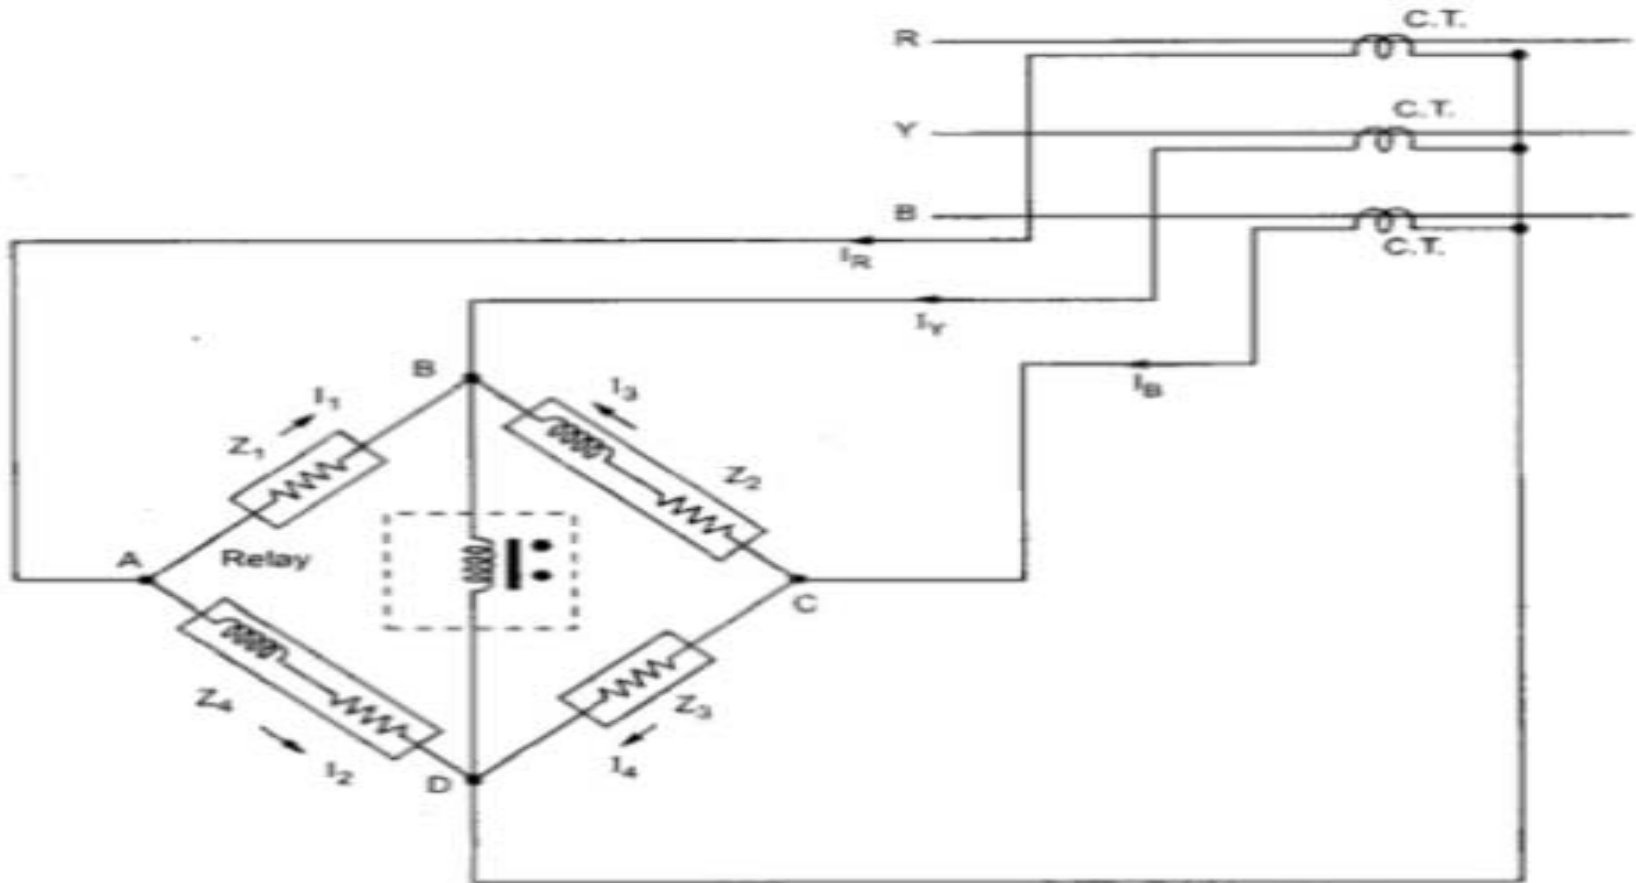 C.T.
R
C.T.
Y
B
C.T.
I_R
I_Y
I_B
B
I_1
I_3
Z_1
Z_2
A
Relay
C
Z_4
Z_3
I_2
I_4
D